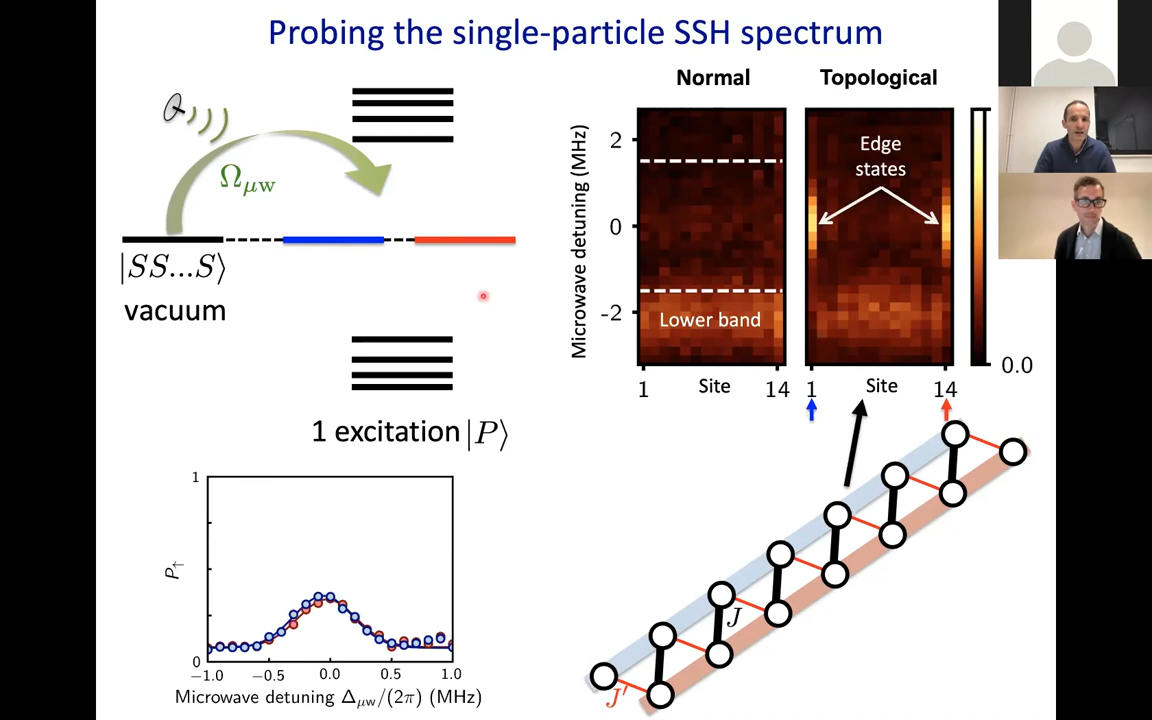 Probing the single-particle SSH spectrum
Ωμw
|SS...S⟩
vacuum
1 excitation |P⟩
Normal
Topological
Microwave detuning (MHz)
2
0
-2
Lower band
Edge
states
0.0
1 Site 14
1 Site 14
P↑
1
0
−1.0 −0.5 0.0 0.5 1.0
Microwave detuning Δμw/(2π) (MHz)
J
J′